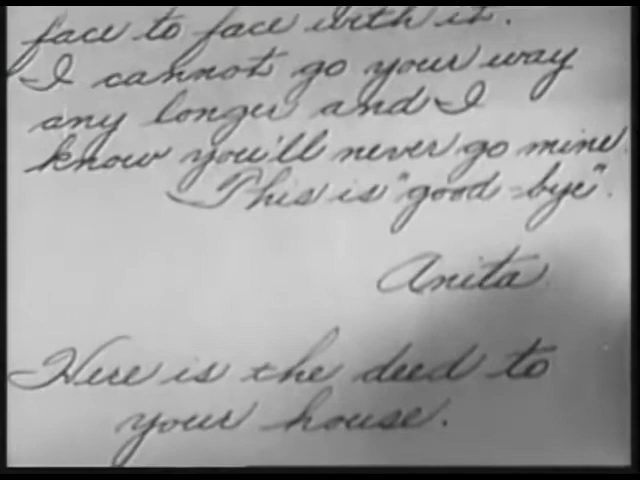 face to face with it.
I cannot go your way
any longer and I
know you'll never go mine.
This is "good-bye".
Anita
Here is the deed to
your house.